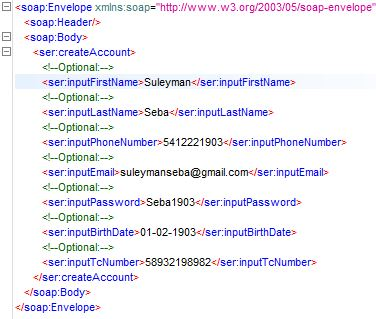 <soap:Envelope xmlns:soap="http://www.w3.org/2003/05/soap-envelope"
<soap:Header/>
<soap:Body>
<ser:createAccount>
<!--Optional:-->
<ser:inputFirstName>Suleyman</ser:inputFirstName>
<!--Optional:-->
<ser:inputLastName>Seba</ser:inputLastName>
<!--Optional:-->
<ser:inputPhoneNumber>5412221903</ser:inputPhoneNumber>
<!--Optional:-->
<ser:inputEmail>suleymanseba@gmail.com</ser:inputEmail>
<!--Optional:-->
<ser:inputPassword>Seba1903</ser:inputPassword>
<!--Optional:-->
<ser:inputBirthDate>01-02-1903</ser:inputBirthDate>
<!--Optional:-->
<ser:inputTcNumber>58932198982</ser:inputTcNumber>
</ser:createAccount>
</soap:Body>
</soap:Envelope>